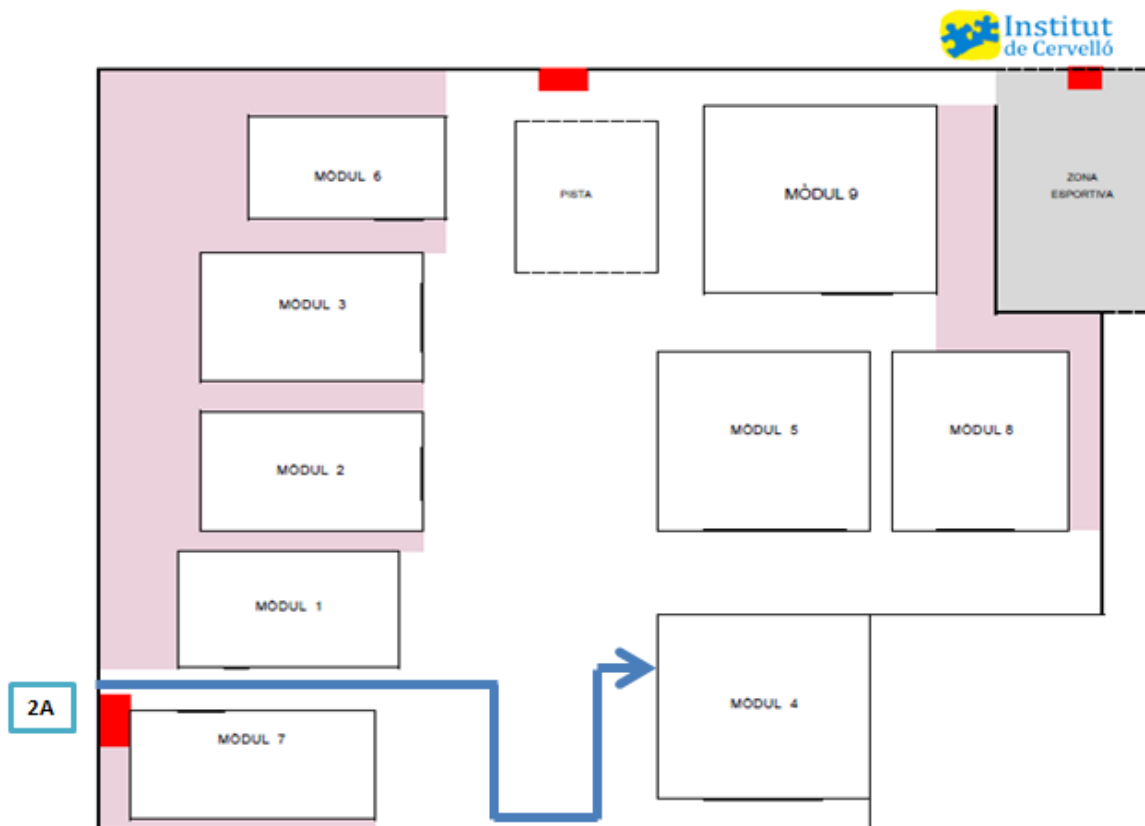 Institut
de Cervelló
MÒDUL 6
PISTA
MÒDUL 9
ZONA
ESPORTIVA
MÒDUL 3
MÒDUL 2
MÒDUL 5
MÒDUL 8
MÒDUL 1
2A
MÒDUL 7
MÒDUL 4